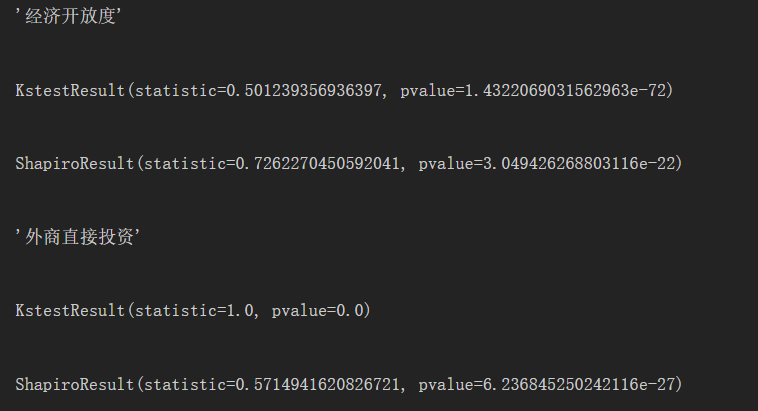 '经济开放度'
KstestResult(statistic=0.501239356936397, pvalue=1.4322069031562963e-72)
ShapiroResult(statistic=0.7262270450592041, pvalue=3.049426268803116e-22)
'外商直接投资'
KstestResult(statistic=1.0, pvalue=0.0)
ShapiroResult(statistic=0.5714941620826721, pvalue=6.236845250242116e-27)